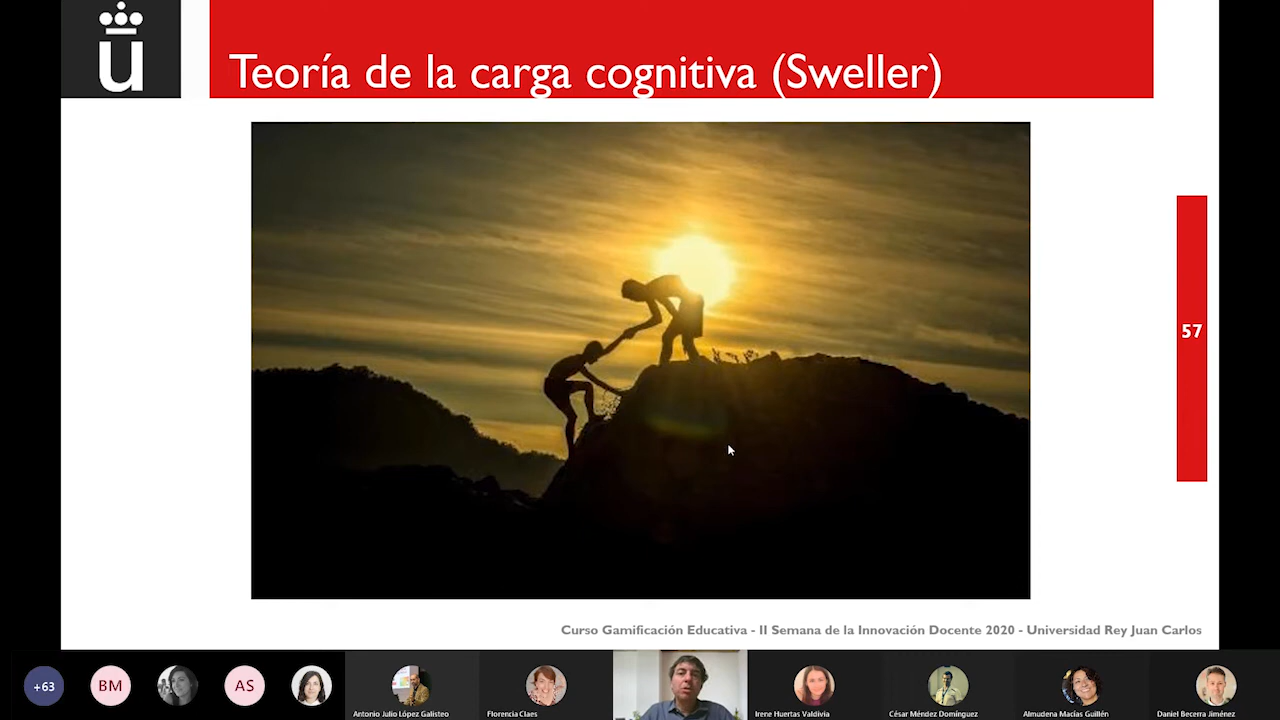 ú
Teoría de la carga cognitiva (Sweller)
57
Curso Gamificación Educativa - II Semana de la Innovación Docente 2020 - Universidad Rey Juan Carlos
+63
BM
AS
Antonio Julio López Galisteo
Florencia Claes
Irene Huertas Valdivia
César Méndez Domínguez
Almudena Macías Guillén
Daniel Becerra Jiménez